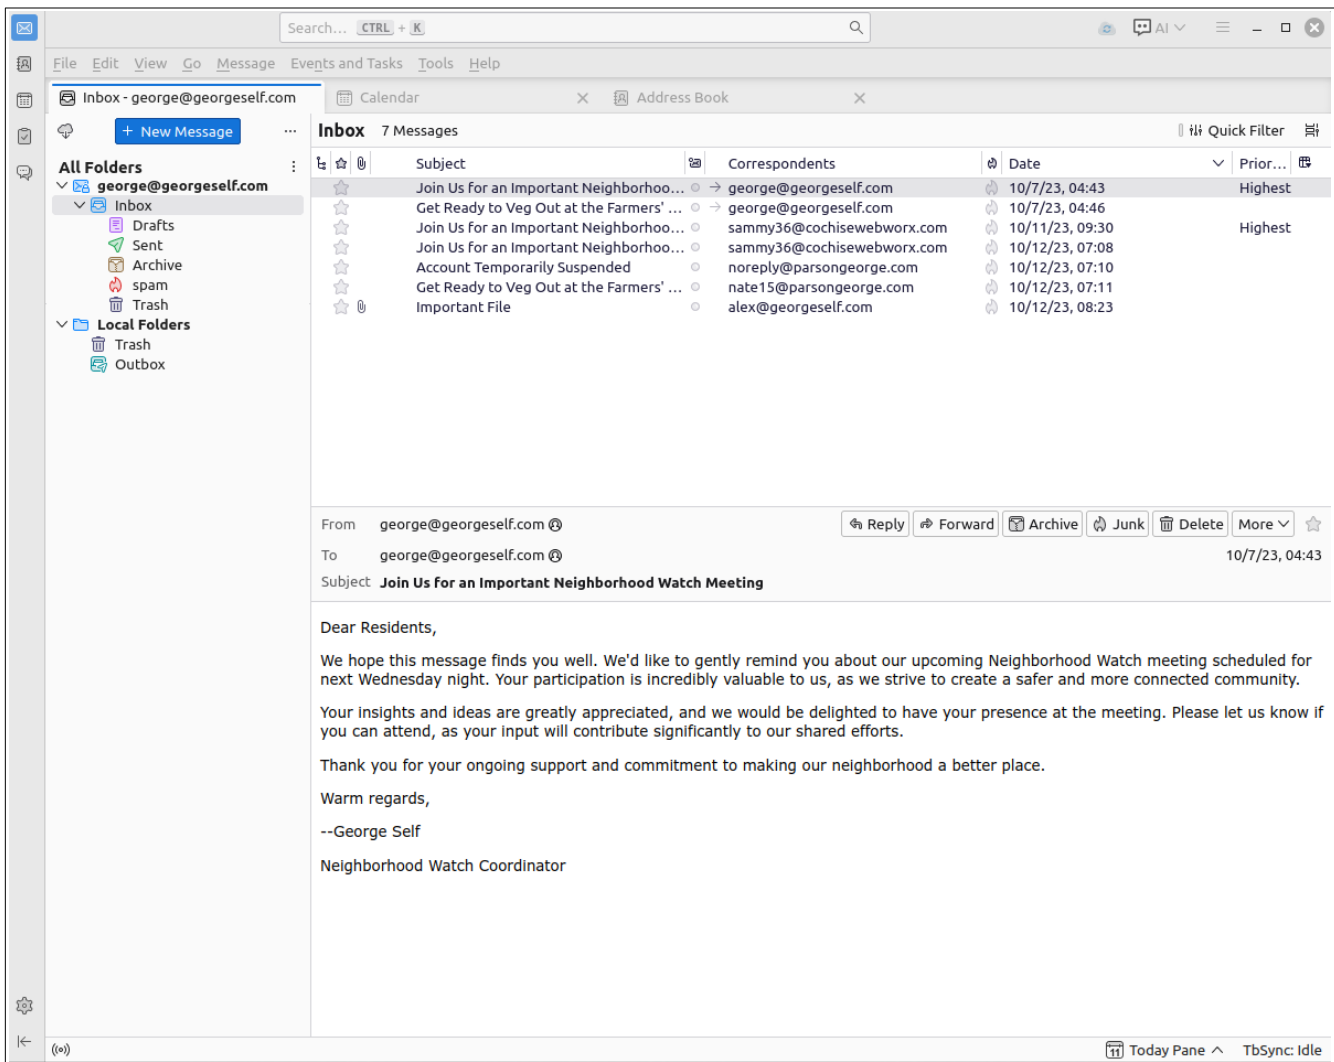 Search... CTRL + K
AI
File Edit View Go Message Events and Tasks Tools Help
Inbox - george@georgeself.com Calendar Address Book
+ New Message ...
Inbox 7 Messages Quick Filter
All Folders
Subject Correspondents Date Prior...
george@georgeself.com
Inbox
Drafts
Sent
Archive
spam
Trash
Local Folders
Trash
Outbox
Join Us for an Important Neighborhoo... george@georgeself.com 10/7/23, 04:43 Highest
Get Ready to Veg Out at the Farmers' ... george@georgeself.com 10/7/23, 04:46
Join Us for an Important Neighborhoo... sammy36@cochisewebworx.com 10/11/23, 09:30 Highest
Join Us for an Important Neighborhoo... sammy36@cochisewebworx.com 10/12/23, 07:08
Account Temporarily Suspended noreply@parsongeorge.com 10/12/23, 07:10
Get Ready to Veg Out at the Farmers' ... nate15@parsongeorge.com 10/12/23, 07:11
Important File alex@georgeself.com 10/12/23, 08:23
From george@georgeself.com Reply Forward Archive Junk Delete More
To george@georgeself.com 10/7/23, 04:43
Subject Join Us for an Important Neighborhood Watch Meeting
Dear Residents,
We hope this message finds you well. We'd like to gently remind you about our upcoming Neighborhood Watch meeting scheduled for
next Wednesday night. Your participation is incredibly valuable to us, as we strive to create a safer and more connected community.
Your insights and ideas are greatly appreciated, and we would be delighted to have your presence at the meeting. Please let us know if
you can attend, as your input will contribute significantly to our shared efforts.
Thank you for your ongoing support and commitment to making our neighborhood a better place.
Warm regards,
--George Self
Neighborhood Watch Coordinator
11 Today Pane TbSync: Idle